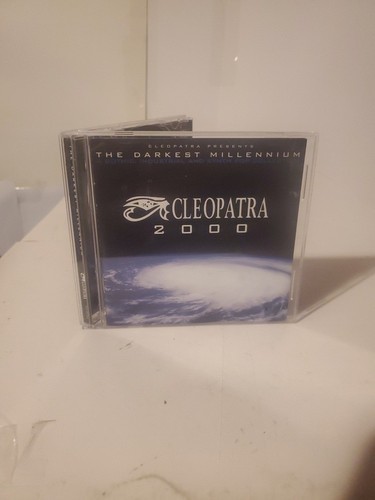 CLEOPATRA PRESENTS
THE DARKEST MILLENNIUM
CLEOPATRA
2000